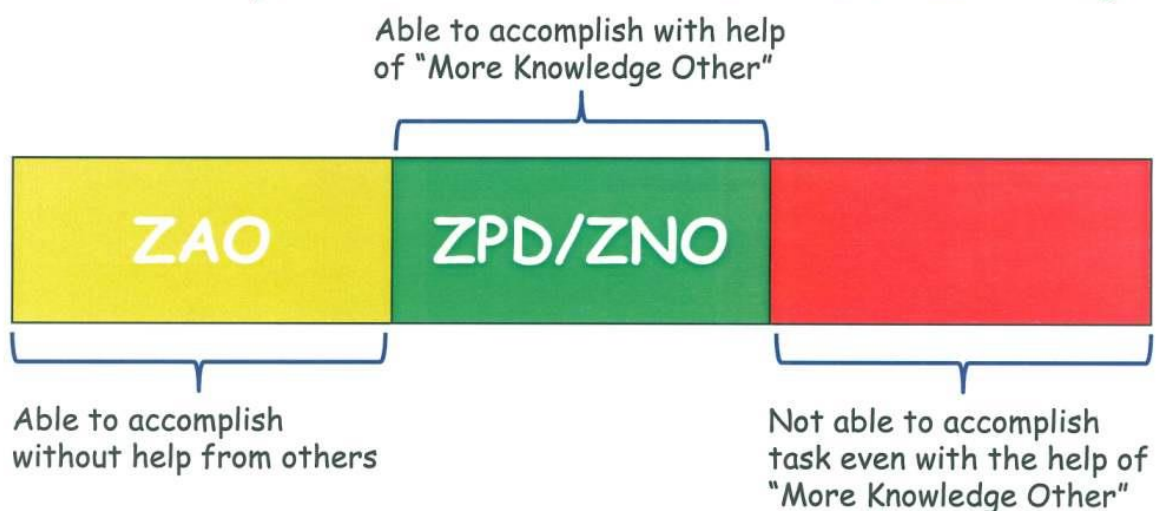 Able to accomplish with help
of “More Knowledge Other”
ZAO
ZPD/ZNO
Able to accomplish
without help from others
Not able to accomplish
task even with the help of
“More Knowledge Other”